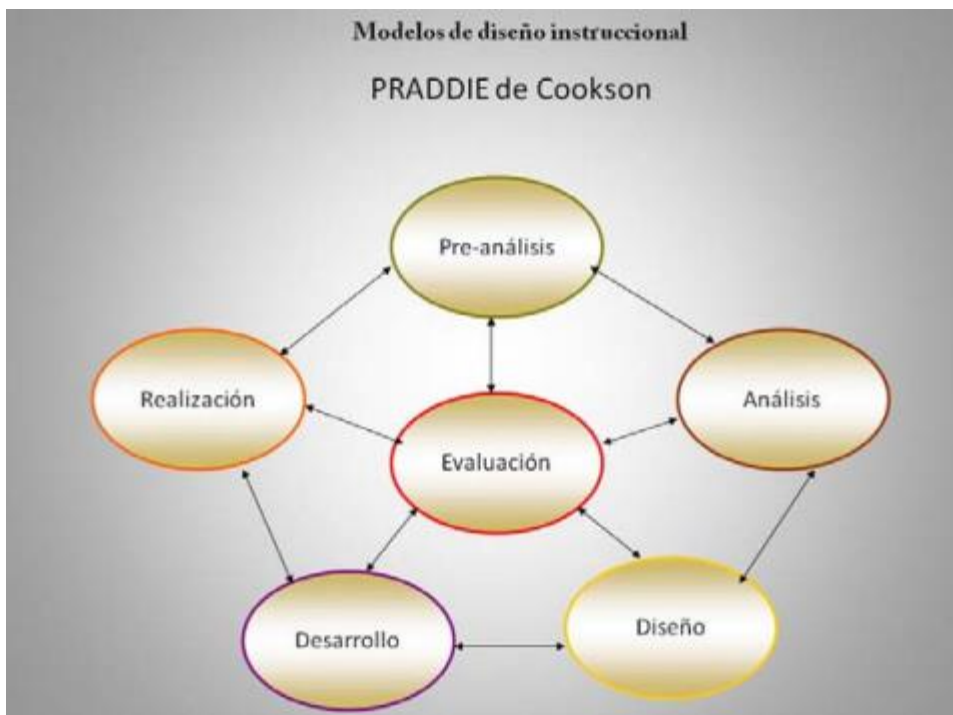 Modelos de diseño instruccional
PRADDIE de Cookson
Pre-análisis
Realización
Análisis
Evaluación
Desarrollo
Diseño